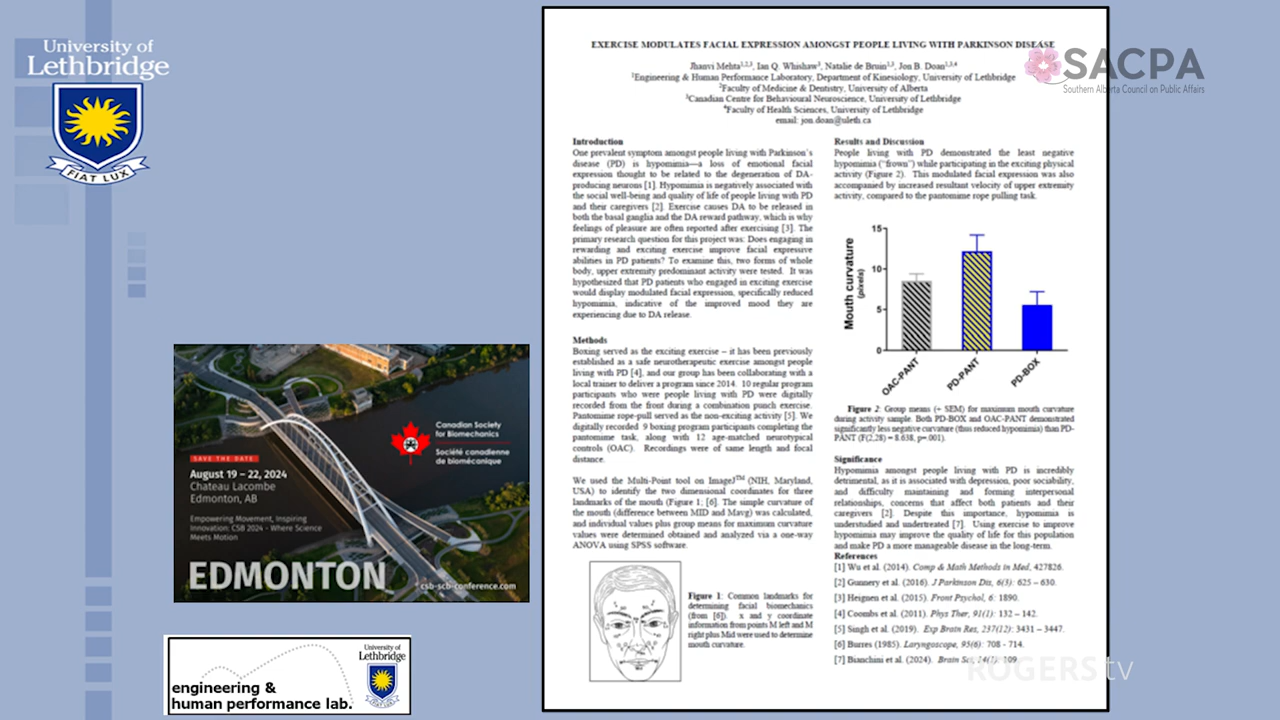 University of
Lethbridge
FIAT LUX
EXERCISE MODULATES FACIAL EXPRESSION AMONGST PEOPLE LIVING WITH PARKINSON DISEASE
Jhanvi Mehta1,2,3, Ian Q. Whishaw3, Natalie de Bruin1,3, Jon B. Doan1,3,4
1Engineering & Human Performance Laboratory, Department of Kinesiology, University of Lethbridge
2Faculty of Medicine & Dentistry, University of Alberta
3Canadian Centre for Behavioural Neuroscience, University of Lethbridge
4Faculty of Health Sciences, University of Lethbridge
email: jon.doan@uleth.ca
SACPA
Southern Alberta Council on Public Affairs
Introduction
One prevalent symptom amongst people living with Parkinson's
disease (PD) is hypomimia—a loss of emotional facial
expression thought to be related to the degeneration of DA-
producing neurons [1]. Hypomimia is negatively associated with
the social well-being and quality of life of people living with PD
and their caregivers [2]. Exercise causes DA to be released in
both the basal ganglia and the DA reward pathway, which is why
feelings of pleasure are often reported after exercising [3]. The
primary research question for this project was: Does engaging in
rewarding and exciting exercise improve facial expressive
abilities in PD patients? To examine this, two forms of whole
body, upper extremity predominant activity were tested. It was
hypothesized that PD patients who engaged in exciting exercise
would display modulated facial expression, specifically reduced
hypomimia, indicative of the improved mood they are
experiencing due to DA release.
Methods
Boxing served as the exciting exercise – it has been previously
established as a safe neurotherapeutic exercise amongst people
living with PD [4], and our group has been collaborating with a
local trainer to deliver a program since 2014. 10 regular program
participants who were people living with PD were digitally
recorded from the front during a combination punch exercise.
Pantomime rope-pull served as the non-exciting activity [5]. We
digitally recorded 9 boxing program participants completing the
pantomime task, along with 12 age-matched neurotypical
controls (OAC). Recordings were of same length and focal
distance.
We used the Multi-Point tool on ImageJTM (NIH, Maryland,
USA) to identify the two dimensional coordinates for three
landmarks of the mouth (Figure 1; [6]. The simple curvature of
the mouth (difference between MID and Mavg) was calculated,
and individual values plus group means for maximum curvature
values were determined obtained and analyzed via a one-way
ANOVA using SPSS software.
Figure 1: Common landmarks for
determining facial biomechanics
(from [6]). x and y coordinate
information from points M left and M
right plus Mid were used to determine
mouth curvature.
Results and Discussion
People living with PD demonstrated the least negative
hypomimia ("frown") while participating in the exciting physical
activity (Figure 2). This modulated facial expression was also
accompanied by increased resultant velocity of upper extremity
activity, compared to the pantomime rope pulling task.
Mouth curvature
(pixels)
15
10
5
0
OAC-PANT
PD-PANT
PD-BOX
Figure 2: Group means (+ SEM) for maximum mouth curvature
during activity sample. Both PD-BOX and OAC-PANT demonstrated
significantly less negative curvature (thus reduced hypomimia) than PD-
PANT (F(2,28) = 8.638, p=.001).
Significance
Hypomimia amongst people living with PD is incredibly
detrimental, as it is associated with depression, poor sociability,
and difficulty maintaining and forming interpersonal
relationships, concerns that affect both patients and their
caregivers [2]. Despite this importance, hypomimia is
understudied and undertreated [7]. Using exercise to improve
hypomimia may improve the quality of life for this population
and make PD a more manageable disease in the long-term.
References
[1] Wu et al. (2014). Comp & Math Methods in Med, 427826.
[2] Gunnery et al. (2016). J Parkinson Dis, 6(3): 625 – 630.
[3] Heignen et al. (2015). Front Psychol, 6: 1890.
[4] Coombs et al. (2011). Phys Ther, 91(1): 132 – 142.
[5] Singh et al. (2019). Exp Brain Res, 237(12): 3431 – 3447.
[6] Burres (1985). Laryngoscope, 95(6): 708 - 714.
[7] Bianchini et al. (2024). Brain Sci, 14(2): 109.
ROGERS tv
Canadian Society
for Biomechanics
Société canadienne
de biomécanique
SAVE THE DATE
August 19 – 22, 2024
Chateau Lacombe
Edmonton, AB
Empowering Movement, Inspiring
Innovation: CSB 2024 - Where Science
Meets Motion
EDMONTON
csb-scb-conference.com
University of
Lethbridge
engineering &
human performance lab.